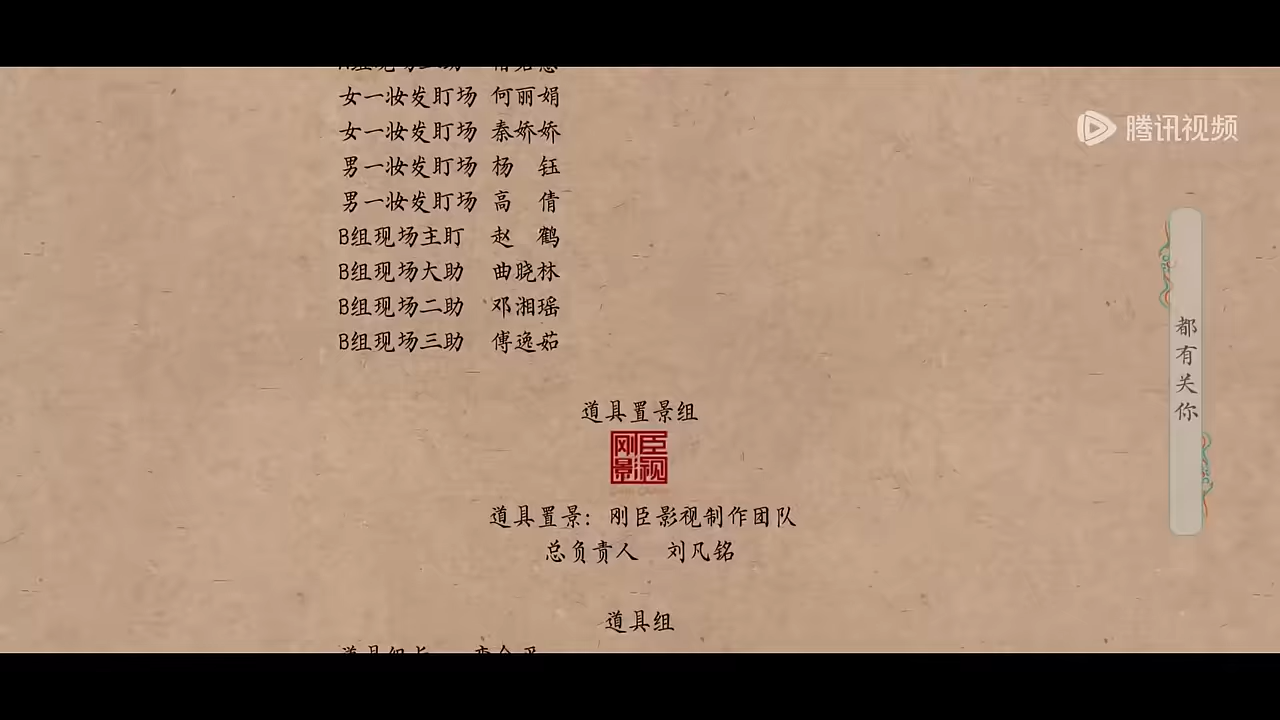 女一妆发盯场 何丽娟
女一妆发盯场 秦娇娇
男一妆发盯场 杨 钰
男一妆发盯场 高 倩
B组现场主盯 赵 鹤
B组现场大助 曲晓林
B组现场二助 邓湘瑶
B组现场三助 傅逸茹
道具置景组
刚臣
影视
道具置景：刚臣影视制作团队
总负责人 刘凡铭
道具组
腾讯视频
都有关你